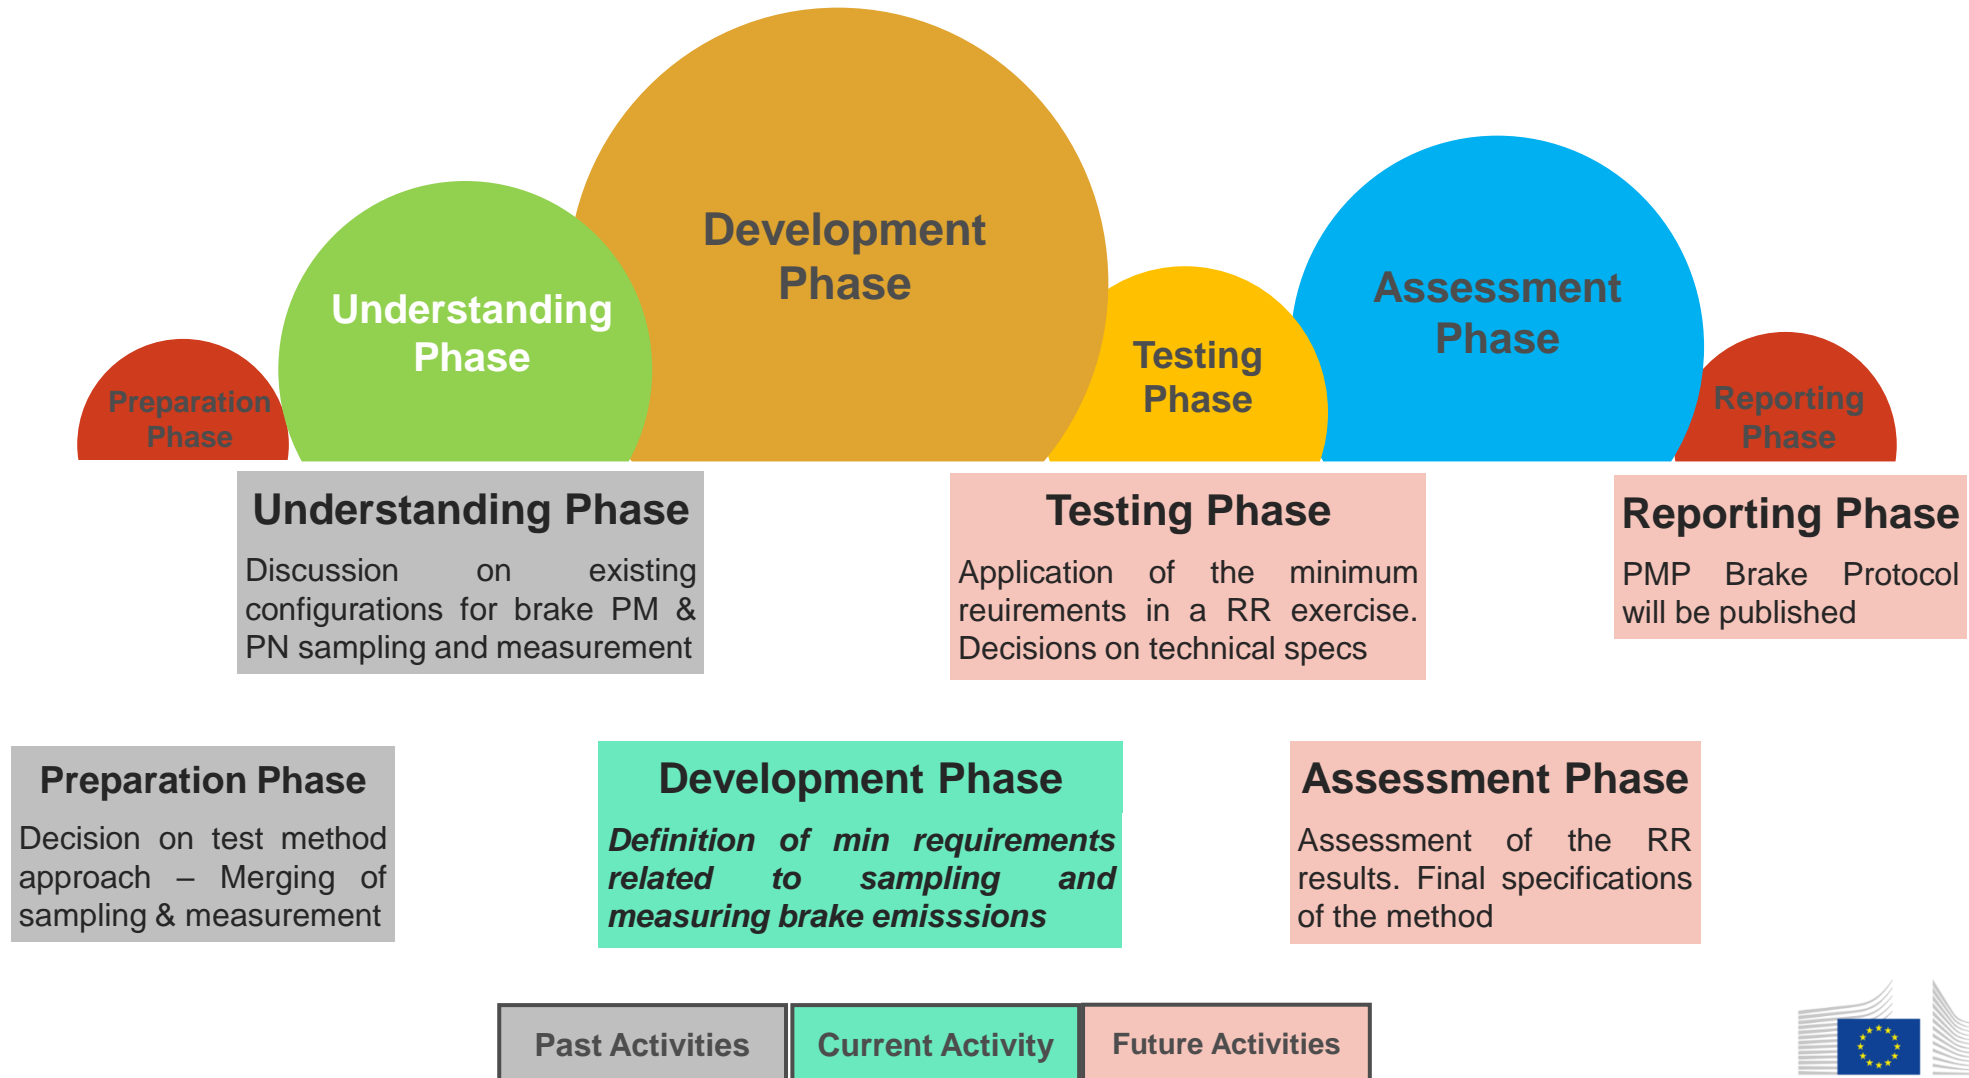 Development
Phase
Understanding
Phase
Assessment
Phase
Testing
Phase
Preparation
Phase
Reporting
Phase
Understanding Phase
Discussion on existing
configurations for brake PM &
PN sampling and measurement
Testing Phase
Application of the minimum
reuirements in a RR exercise.
Decisions on technical specs
Reporting Phase
PMP Brake Protocol
will be published
Preparation Phase
Decision on test method
approach – Merging of
sampling & measurement
Development Phase
Definition of min requirements
related to sampling and
measuring brake emisssions
Assessment Phase
Assessment of the RR
results. Final specifications
of the method
Past Activities
Current Activity
Future Activities